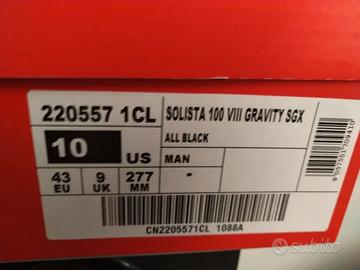 220557 1CL
SOLISTA 100 VIII GRAVITY SGX
ALL BLACK
10
US
MAN
43
EU
9
UK
277
MM
CN2205571CL 1088A
8057551709410
subito